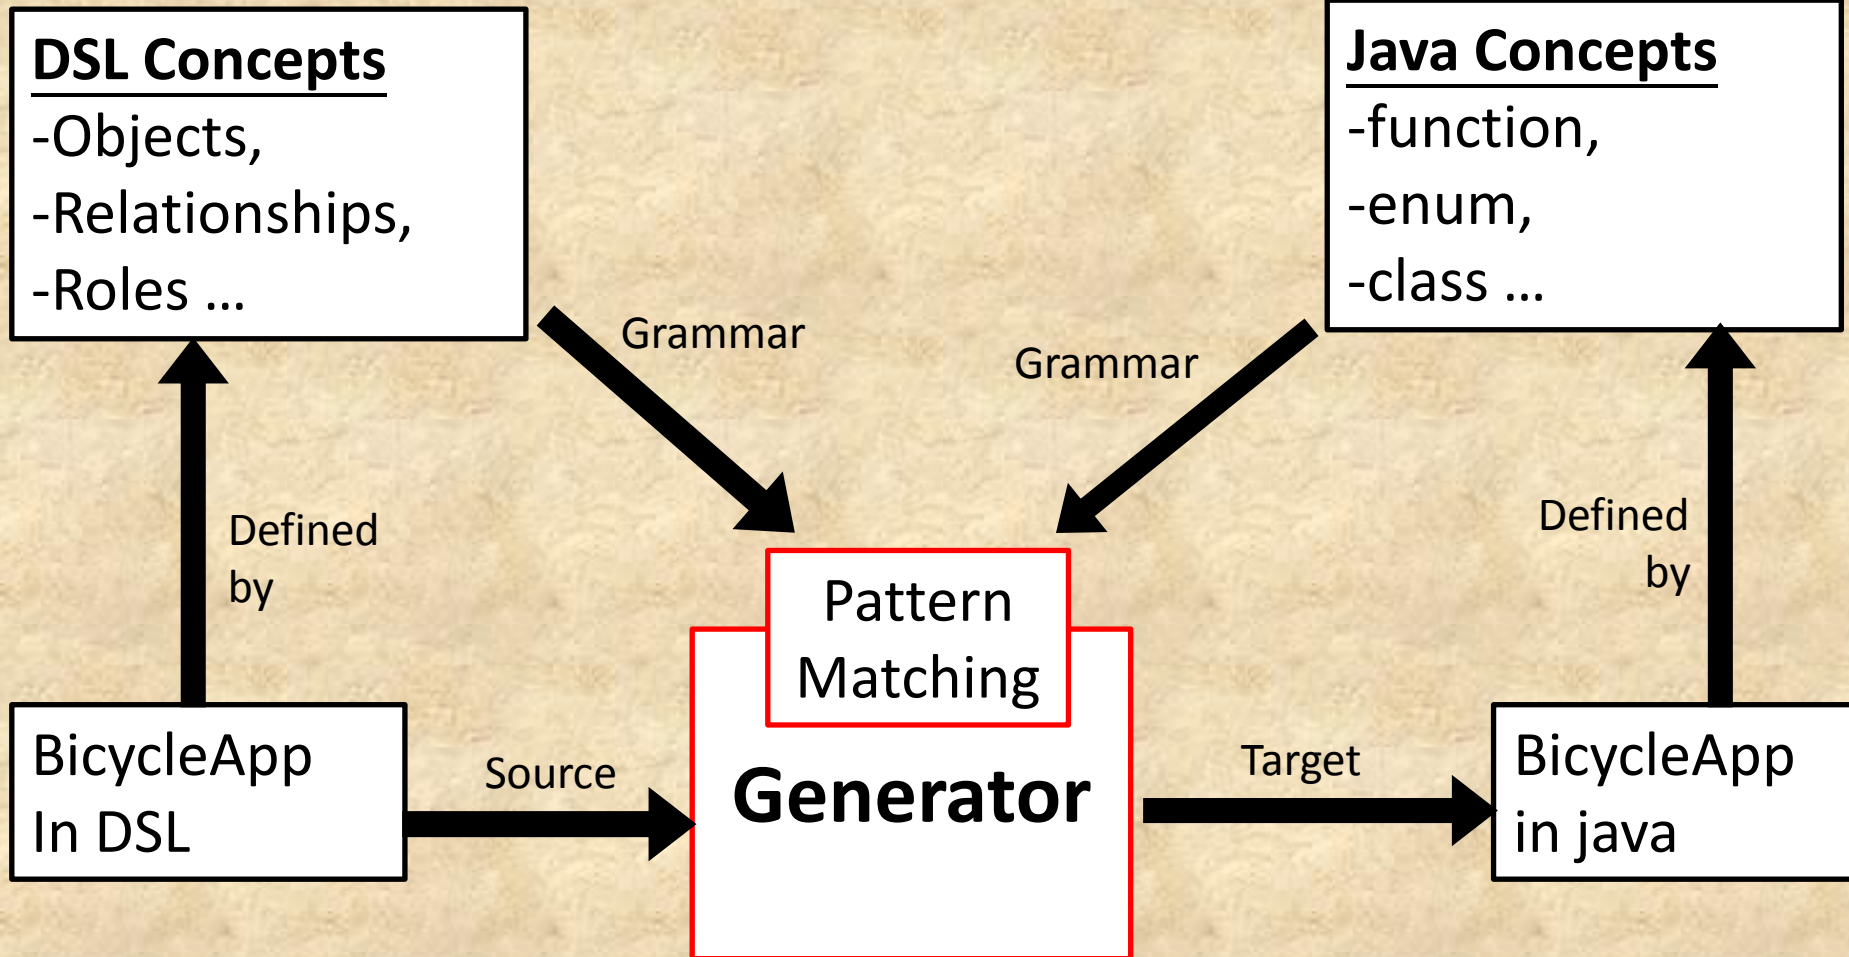 DSL Concepts
-Objects,
-Relationships,
-Roles ...
Java Concepts
-function,
-enum,
-class ...
Grammar
Grammar
Defined
by
Defined
by
Pattern
Matching
Generator
BicycleApp
In DSL
Source
Target
BicycleApp
in java